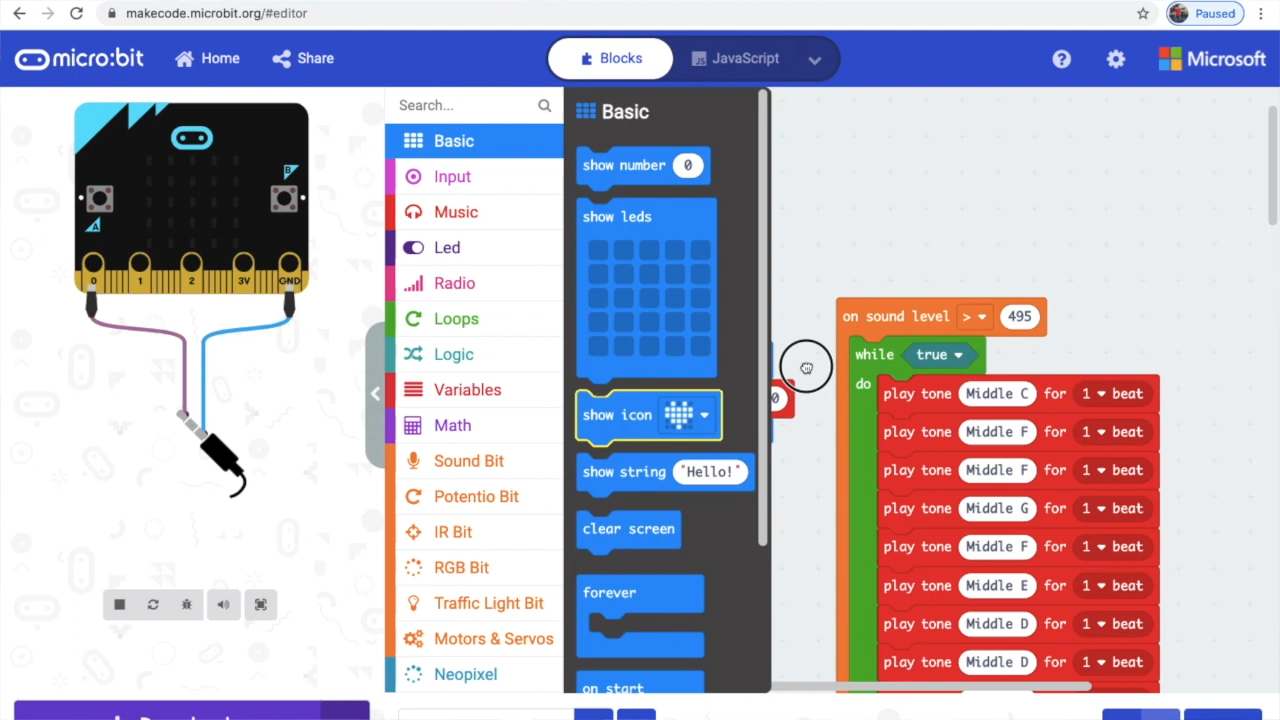 makecode.microbit.org/#editor
Paused
micro:bit
Home
Share
Blocks
JavaScript
Microsoft
B
A
0
1
2
3V
GND
Search...
Basic
Input
Music
Led
Radio
Loops
Logic
Variables
Math
Sound Bit
Potentio Bit
IR Bit
RGB Bit
Traffic Light Bit
Motors & Servos
Neopixel
Basic
show number 0
show leds
show icon
show string "Hello!"
clear screen
forever
on start
0
on sound level > 495
while true
do
play tone Middle C for 1 beat
play tone Middle F for 1 beat
play tone Middle F for 1 beat
play tone Middle G for 1 beat
play tone Middle F for 1 beat
play tone Middle E for 1 beat
play tone Middle D for 1 beat
play tone Middle D for 1 beat